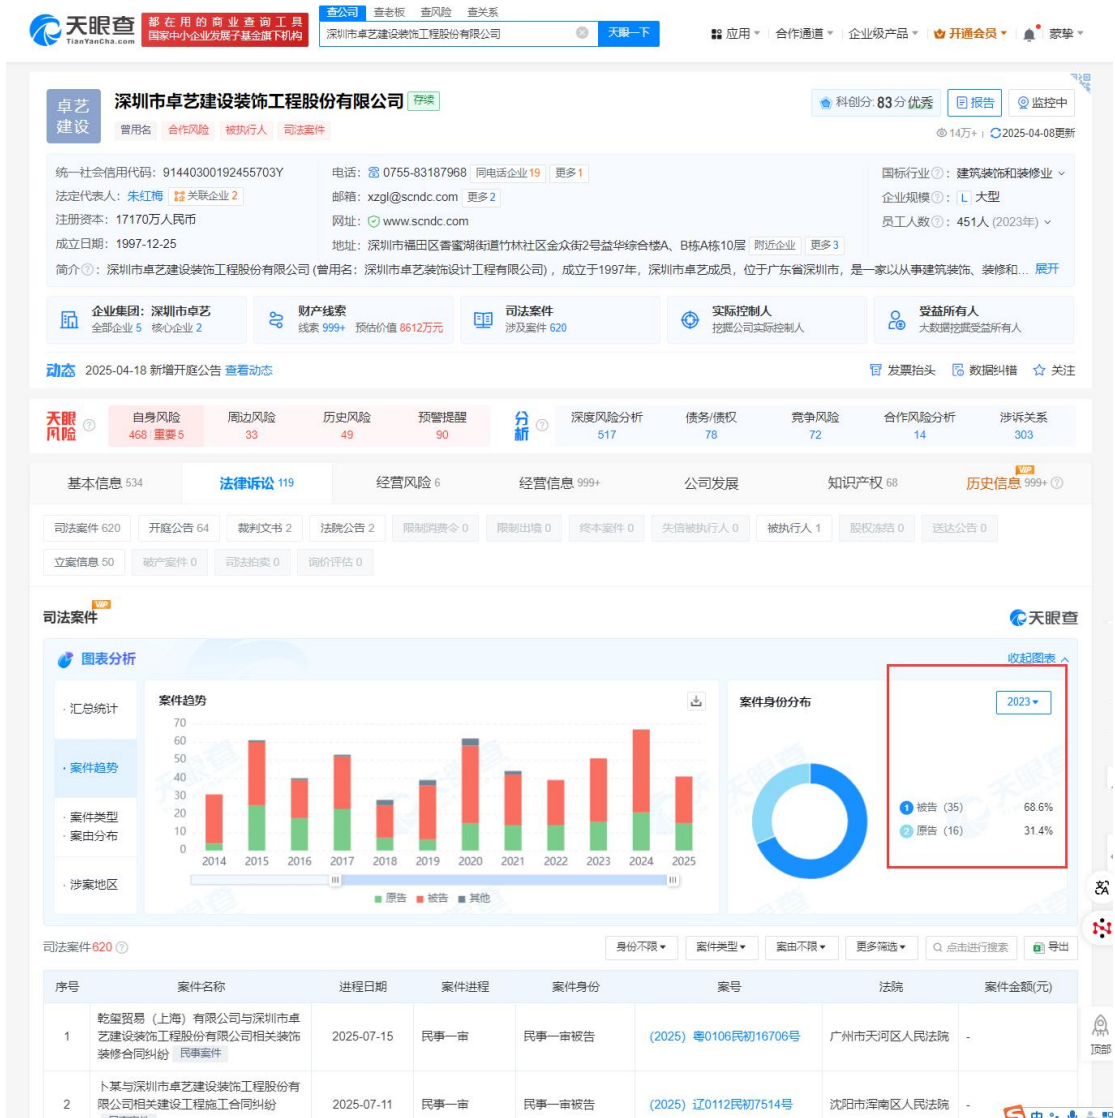 天眼查
TianYanCha.com
都在用的商业查询工具
国家中小企业发展子基金旗下机构
查公司 查老板 查风险 查关系
深圳市卓艺建设装饰工程股份有限公司 天眼一下
应用 合作通道 企业级产品 开通会员 蒙挚
卓艺
建设
深圳市卓艺建设装饰工程股份有限公司 存续
曾用名 合作风险 被执行人 司法案件
科创分: 83分 优秀 报告 监控中
14万+ 2025-04-08更新
统一社会信用代码: 91440300192455703Y
电话: 0755-83187968 同电话企业19 更多1
国标行业: 建筑装饰和装修业
法定代表人: 朱红梅 关联企业 2
邮箱: xzgl@scndc.com 更多2
企业规模: L 大型
注册资本: 17170万人民币
网址: www.scndc.com
员工人数: 451人 (2023年)
成立日期: 1997-12-25
地址: 深圳市福田区香蜜湖街道竹林社区金众街2号益华综合楼A、B栋A栋10层 附近企业 更多3
简介: 深圳市卓艺建设装饰工程股份有限公司 (曾用名: 深圳市卓艺装饰设计工程有限公司) , 成立于1997年, 深圳市卓艺成员, 位于广东省深圳市, 是一家以从事建筑装饰、装修和... 展开
企业集团: 深圳市卓艺
全部企业 5 核心企业 2
财产线索
线索 999+ 预估价值 8612万元
司法案件
涉及案件 620
实际控制人
挖掘公司实际控制人
受益所有人
大数据挖掘受益所有人
动态 2025-04-18 新增开庭公告 查看动态
发票抬头 数据纠错 关注
天眼
风险
自身风险 周边风险 历史风险 预警提醒
468 重要5 33 49 90
分
析
深度风险分析 债务/债权 竞争风险 合作风险分析 涉诉关系
517 78 72 14 303
基本信息 534 法律诉讼 119 经营风险 6 经营信息 999+ 公司发展 知识产权 68 历史信息 999+ VIP
司法案件 620 开庭公告 64 裁判文书 2 法院公告 2 限制消费令 0 限制出境 0 终本案件 0 失信被执行人 0 被执行人 1 股权冻结 0 送达公告 0
立案信息 50 破产案件 0 司法拍卖 0 询价评估 0
司法案件 VIP
天眼查
图表分析 收起图表
· 汇总统计
· 案件趋势
· 案件类型
· 案由分布
· 涉案地区
案件趋势
70
60
50
40
30
20
10
0
2014 2015 2016 2017 2018 2019 2020 2021 2022 2023 2024 2025
原告 被告 其他
案件身份分布
2023
1 被告 (35) 68.6%
2 原告 (16) 31.4%
司法案件620
身份不限 案件类型 案由不限 更多筛选 点击进行搜索 导出
序号 案件名称 进程日期 案件进程 案件身份 案号 法院 案件金额(元)
1 乾玺贸易（上海）有限公司与深圳市卓
艺建设装饰工程股份有限公司相关装饰
装修合同纠纷 民事案件
2025-07-15 民事一审 民事一审被告 (2025) 粤0106民初16706号 广州市天河区人民法院 -
2 卜某与深圳市卓艺建设装饰工程股份有
限公司相关建设工程施工合同纠纷
2025-07-11 民事一审 民事一审被告 (2025) 辽0112民初7514号 沈阳市浑南区人民法院 -
顶部
中